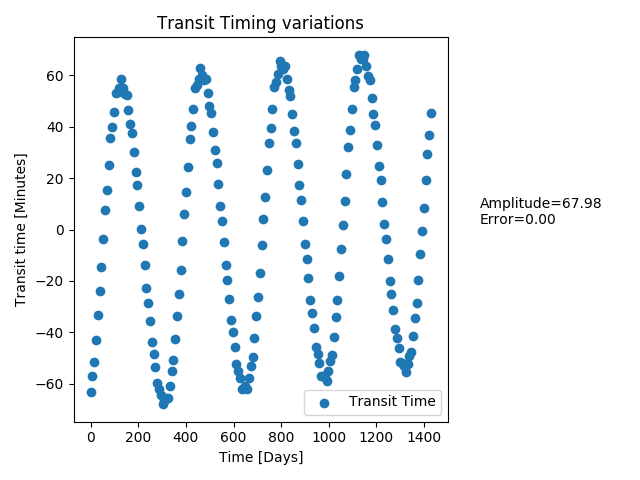 Transit Timing variations
Transit time [Minutes]
60
40
20
0
−20
−40
−60
Amplitude=67.98
Error=0.00
Transit Time
0 200 400 600 800 1000 1200 1400
Time [Days]